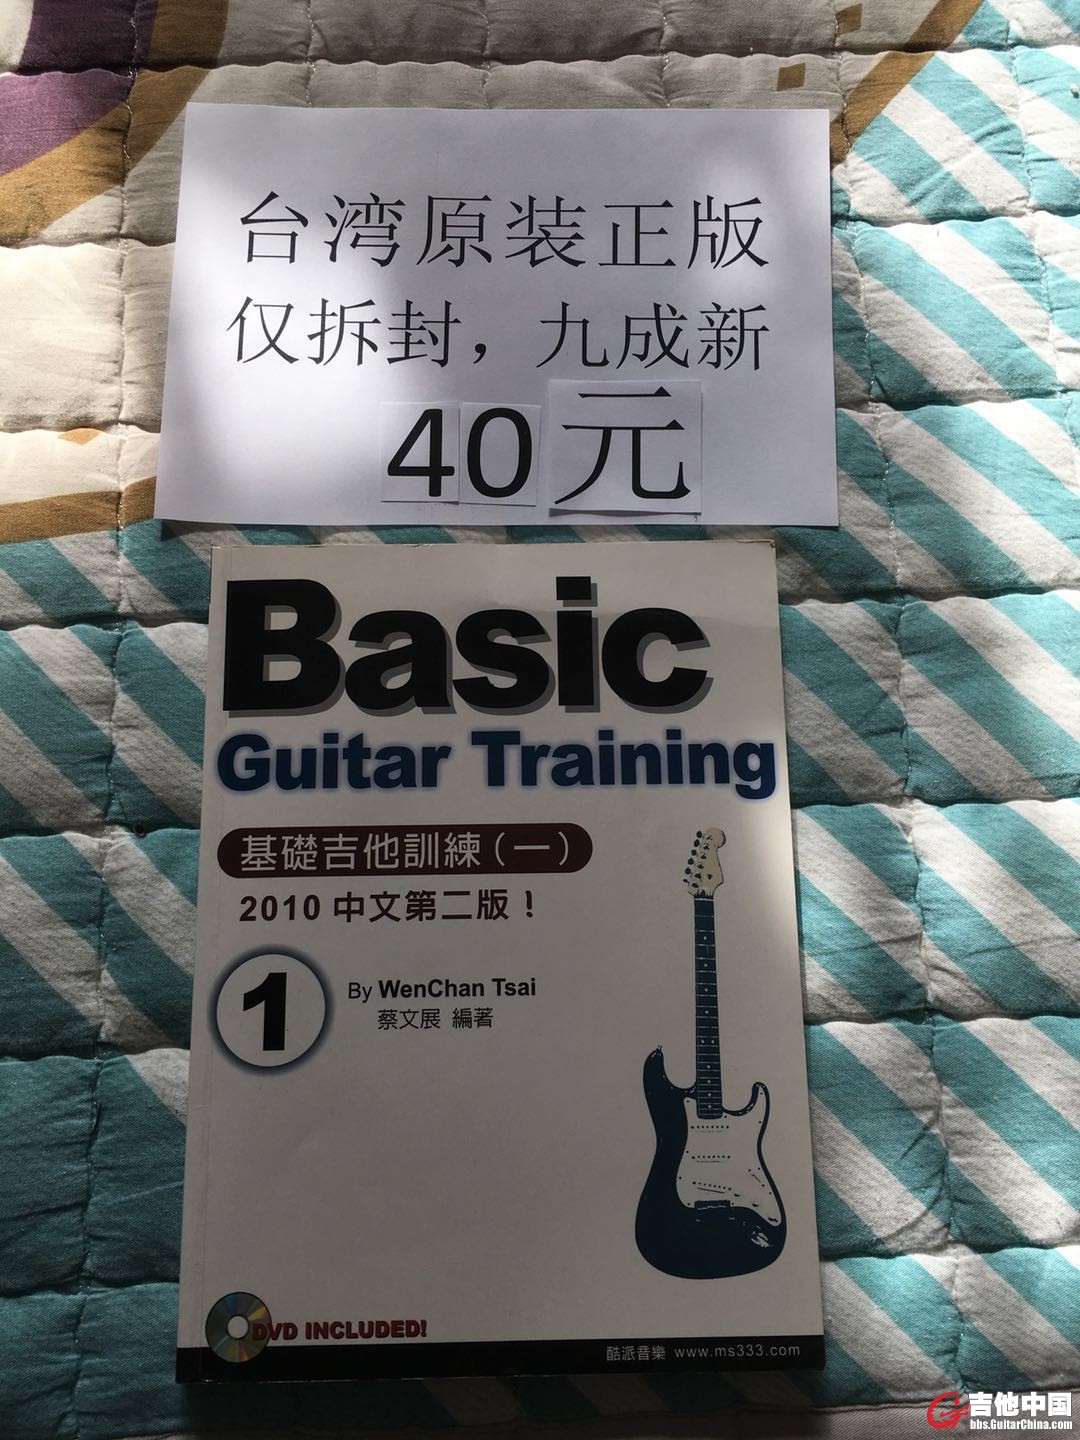 台湾原装正版
仅拆封，九成新
40元
Basic
Guitar Training
基礎吉他訓練（一）
2010 中文第二版！
1
By WenChan Tsai
蔡文展 編著
DVD INCLUDED!
酷派音樂 www.ms333.com
吉他中国
bbs.GuitarChina.com